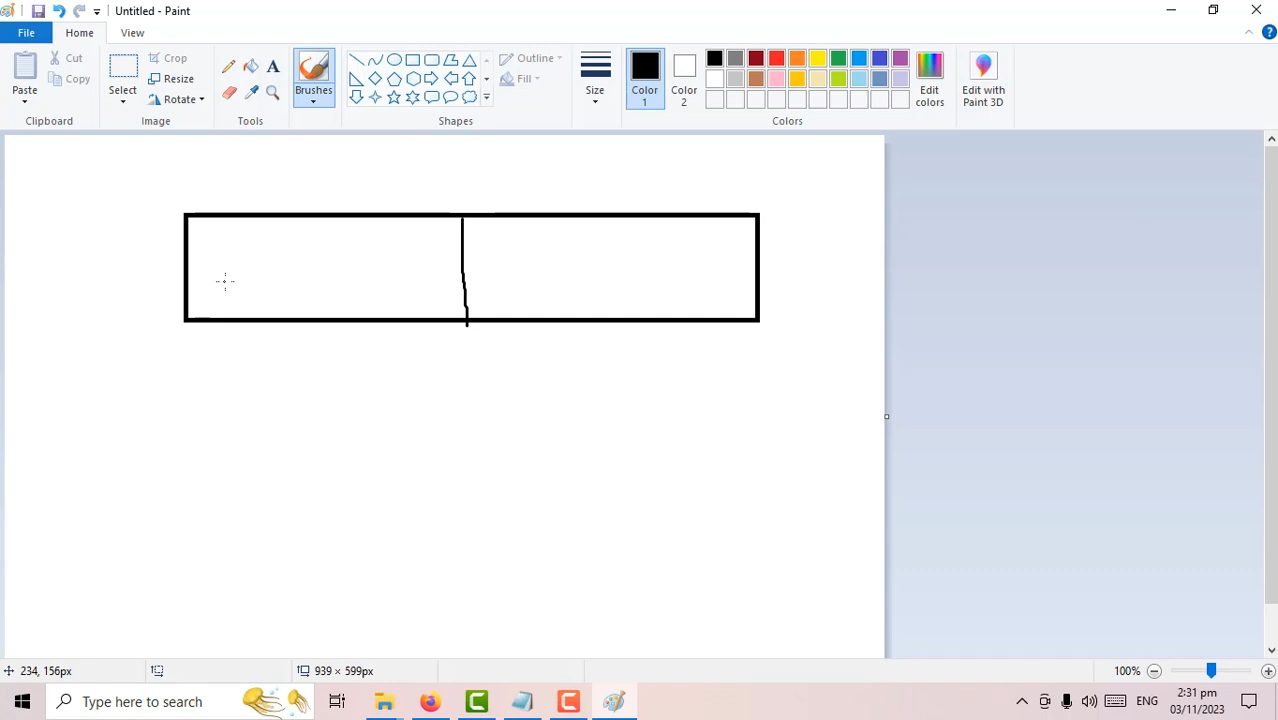 Untitled - Paint
File
Home
View
Paste
Cut
Copy
Clipboard
Select
Crop
Resize
Rotate
Image
A
Tools
Brushes
Shapes
Outline
Fill
Size
Color 1
Color 2
Colors
Edit colors
Edit with Paint 3D
234, 156px
939 × 599px
100%
Type here to search
ENG
2:31 pm
03/11/2023